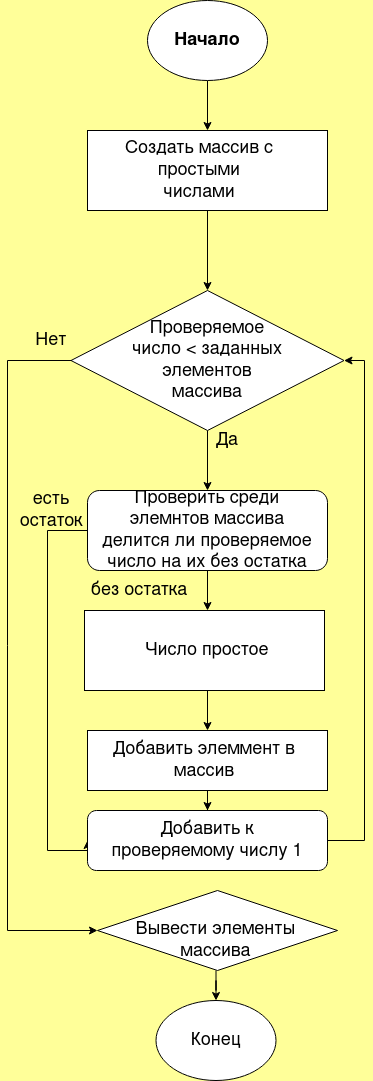 Начало
Создать массив с
простыми
числами
Проверяемое
число < заданных
элементов
массива
Нет
Да
есть
остаток
Проверить среди
элемнтов массива
делится ли проверяемое
число на их без остатка
без остатка
Число простое
Добавить элеммент в
массив
Добавить к
проверяемому числу 1
Вывести элементы
массива
Конец